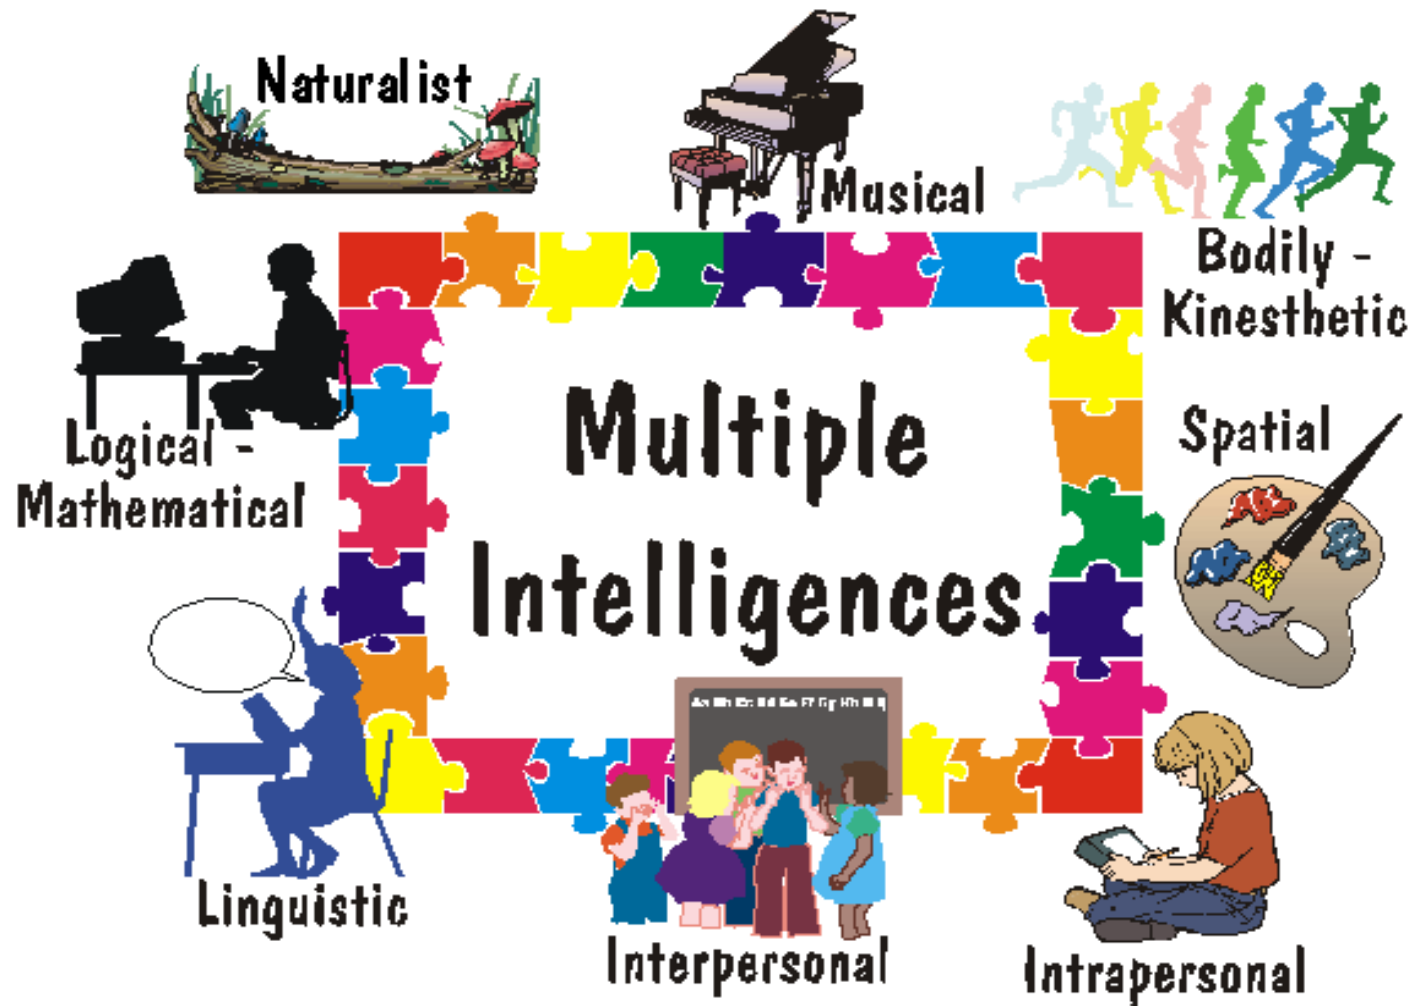 Naturalist
Musical
Bodily -
Kinesthetic
Logical -
Mathematical
Multiple
Intelligences
Spatial
Linguistic
Interpersonal
Intrapersonal